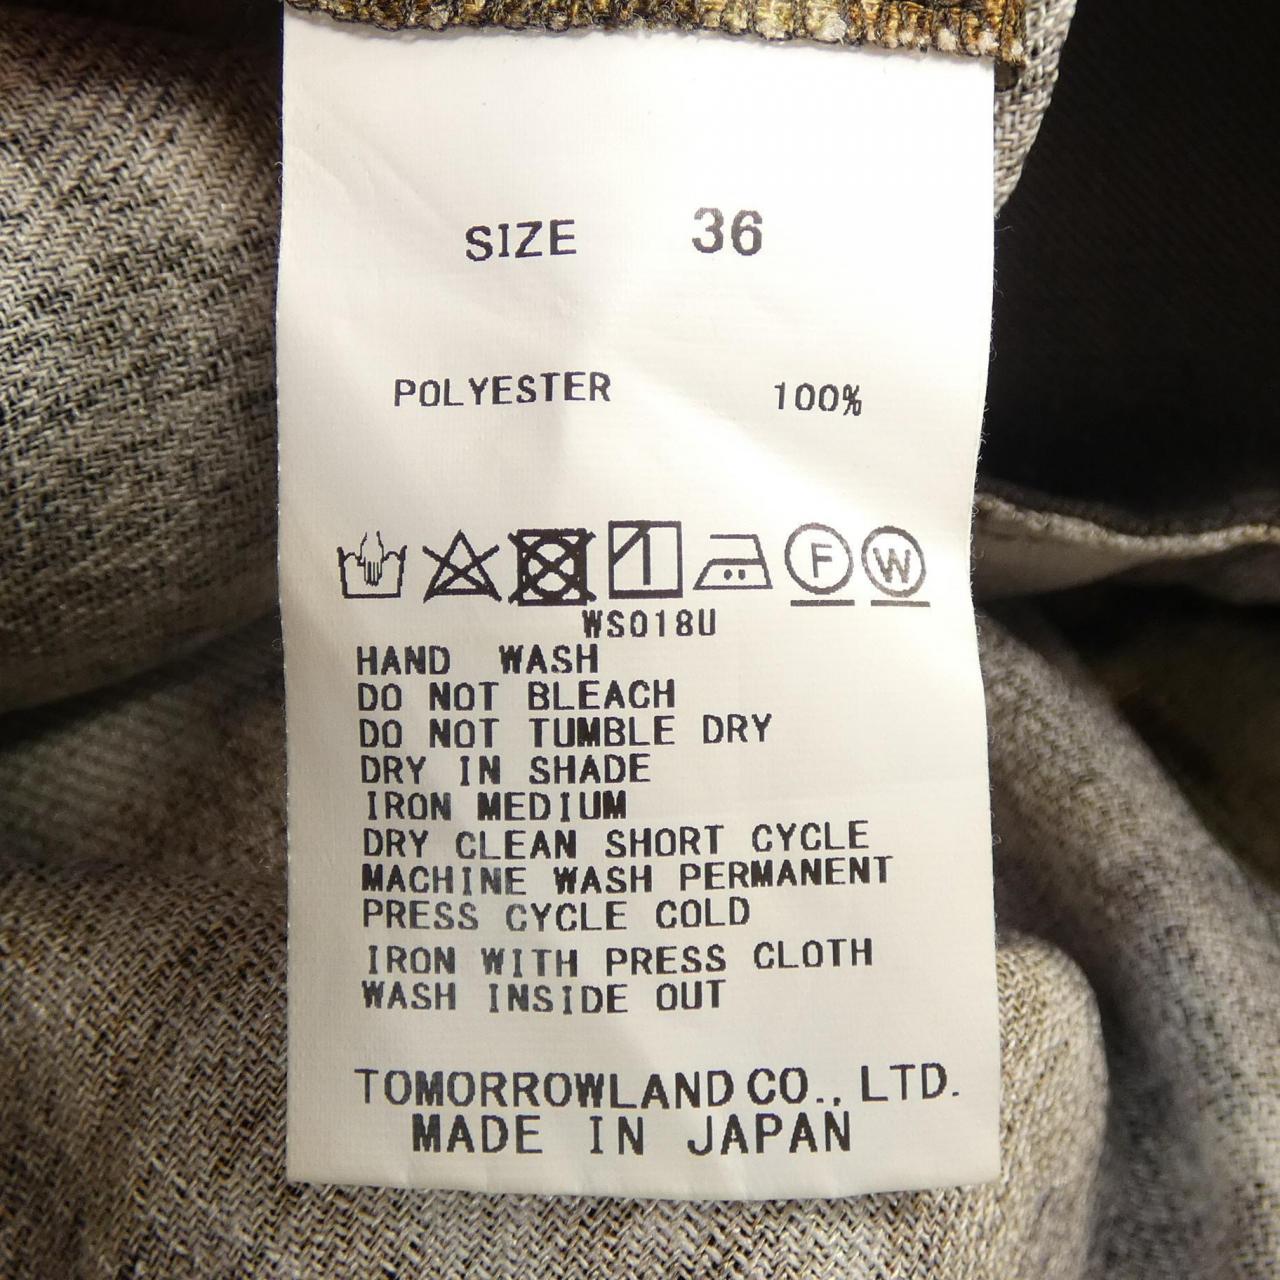 SIZE 36
POLYESTER 100%
F W
WS018U
HAND WASH
DO NOT BLEACH
DO NOT TUMBLE DRY
DRY IN SHADE
IRON MEDIUM
DRY CLEAN SHORT CYCLE
MACHINE WASH PERMANENT
PRESS CYCLE COLD
IRON WITH PRESS CLOTH
WASH INSIDE OUT
TOMORROWLAND CO., LTD.
MADE IN JAPAN